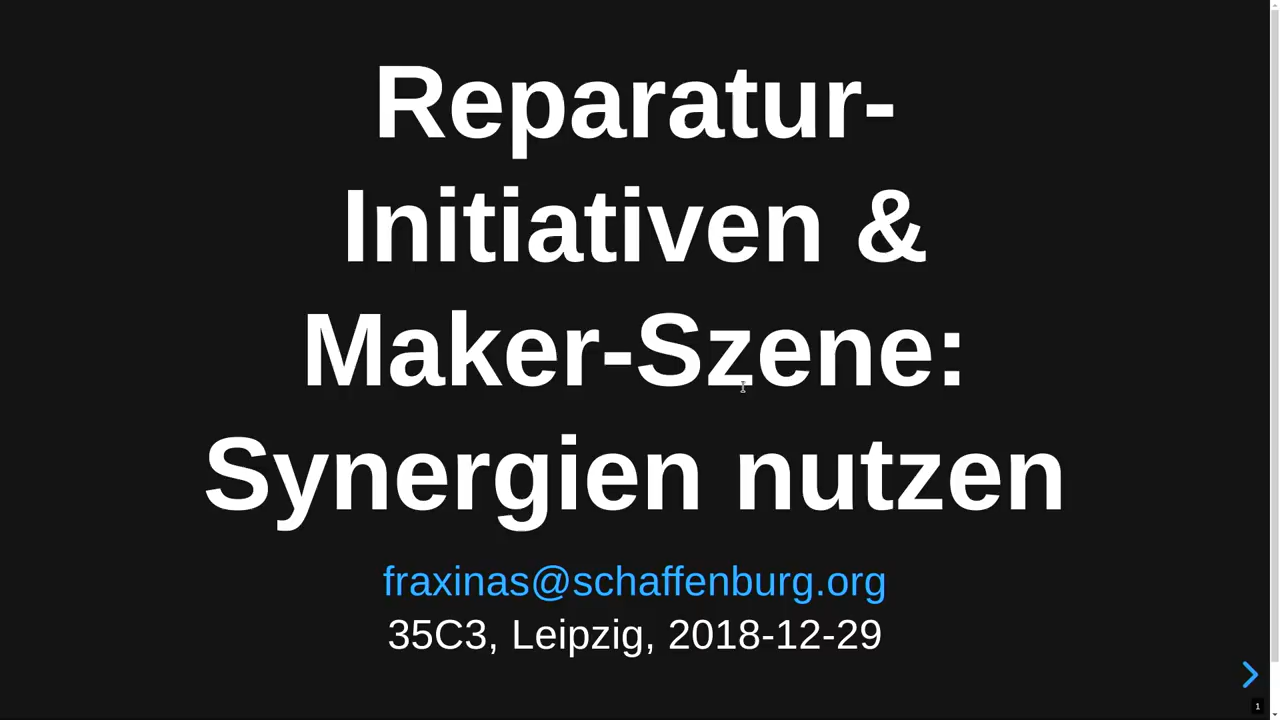 Reparatur-
Initiativen &
Maker-Szene:
Synergien nutzen
fraxinas@schaffenburg.org
35C3, Leipzig, 2018-12-29
1